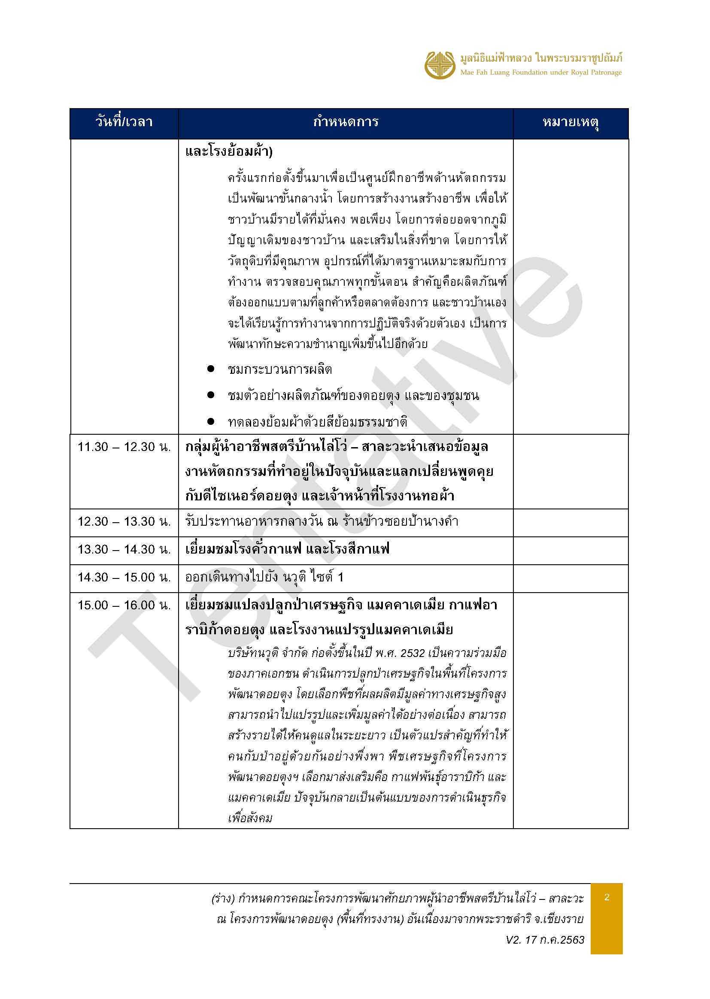 มูลนิธิแม่ฟ้าหลวง ในพระบรมราชูปถัมภ์
Mae Fah Luang Foundation under Royal Patronage
วันที่/เวลา กำหนดการ หมายเหตุ
และโรงย้อมผ้า)
ครั้งแรกก่อตั้งขึ้นมาเพื่อเป็นศูนย์ฝึกอาชีพด้านหัตถกรรม
เป็นพัฒนาขั้นกลางน้ำ โดยการสร้างงานสร้างอาชีพ เพื่อให้
ชาวบ้านมีรายได้ที่มั่นคง พอเพียง โดยการต่อยอดจากภูมิ
ปัญญาเดิมของชาวบ้าน และเสริมในสิ่งที่ขาด โดยการให้
วัตถุดิบที่มีคุณภาพ อุปกรณ์ที่ได้มาตรฐานเหมาะสมกับการ
ทำงาน ตรวจสอบคุณภาพทุกขั้นตอน สำคัญคือผลิตภัณฑ์
ต้องออกแบบตามที่ลูกค้าหรือตลาดต้องการ และชาวบ้านเอง
จะได้เรียนรู้การทำงานจากการปฏิบัติจริงด้วยตัวเอง เป็นการ
พัฒนาทักษะความชำนาญเพิ่มขึ้นไปอีกด้วย
● ชมกระบวนการผลิต
● ชมตัวอย่างผลิตภัณฑ์ของดอยตุง และของชุมชน
● ทดลองย้อมผ้าด้วยสีย้อมธรรมชาติ
11.30 – 12.30 น. กลุ่มผู้นำอาชีพสตรีบ้านไล่โว่ – สาละวะนำเสนอข้อมูล
งานหัตถกรรมที่ทำอยู่ในปัจจุบันและแลกเปลี่ยนพูดคุย
กับดีไซเนอร์ดอยตุง และเจ้าหน้าที่โรงงานทอผ้า
12.30 – 13.30 น. รับประทานอาหารกลางวัน ณ ร้านข้าวซอยป้านางคำ
13.30 – 14.30 น. เยี่ยมชมโรงคั่วกาแฟ และโรงสีกาแฟ
14.30 – 15.00 น. ออกเดินทางไปยัง นวุติ ไซต์ 1
15.00 – 16.00 น. เยี่ยมชมแปลงปลูกป่าเศรษฐกิจ แมคคาเดเมีย กาแฟอา
ราบิก้าดอยตุง และโรงงานแปรรูปแมคคาเดเมีย
บริษัทนวุติ จำกัด ก่อตั้งขึ้นในปี พ.ศ. 2532 เป็นความร่วมมือ
ของภาคเอกชน ดำเนินการปลูกป่าเศรษฐกิจในพื้นที่โครงการ
พัฒนาดอยตุง โดยเลือกพืชที่ผลผลิตมีมูลค่าทางเศรษฐกิจสูง
สามารถนำไปแปรรูปและเพิ่มมูลค่าได้อย่างต่อเนื่อง สามารถ
สร้างรายได้ให้คนดูแลในระยะยาว เป็นตัวแปรสำคัญที่ทำให้
คนกับป่าอยู่ด้วยกันอย่างพึ่งพา พืชเศรษฐกิจที่โครงการ
พัฒนาดอยตุงฯ เลือกมาส่งเสริมคือ กาแฟพันธุ์อาราบิก้า และ
แมคคาเดเมีย ปัจจุบันกลายเป็นต้นแบบของการดำเนินธุรกิจ
เพื่อสังคม
Tentative
(ร่าง) กำหนดการคณะโครงการพัฒนาศักยภาพผู้นำอาชีพสตรีบ้านไล่โว่ – สาละวะ 2
ณ โครงการพัฒนาดอยตุง (พื้นที่ทรงงาน) อันเนื่องมาจากพระราชดำริ จ.เชียงราย
V2. 17 ก.ค.2563